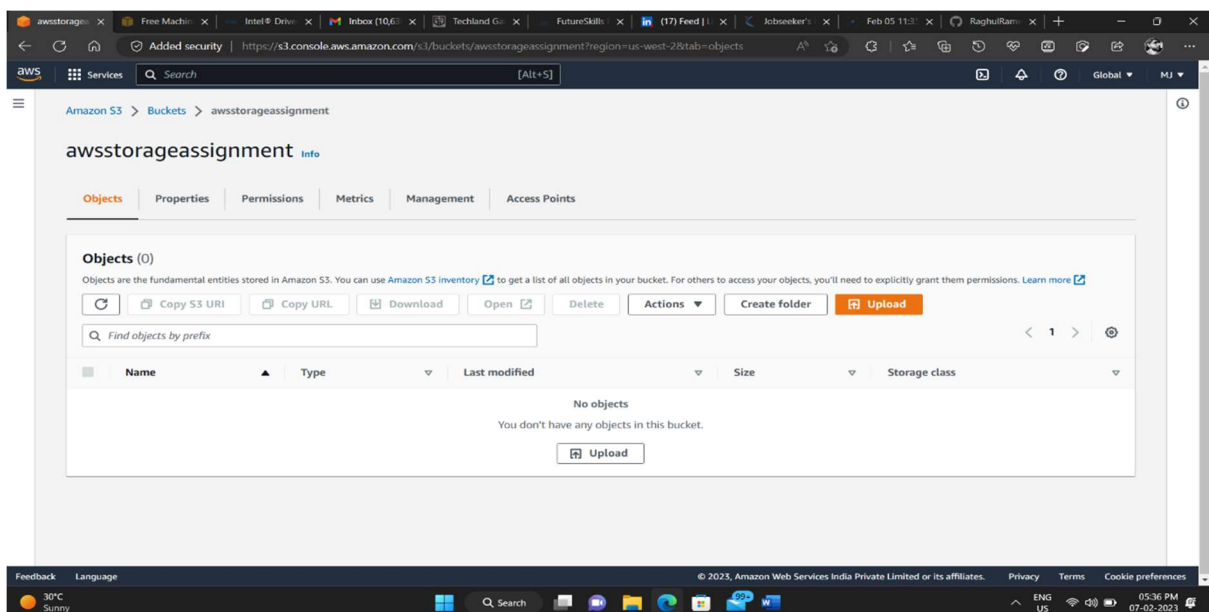 awsstorage
Free Machin
Intel® Drive
Inbox (10,63
Techland Ga
FutureSkills
(17) Feed | L
Jobseeker's
Feb 05 11:3
RaghulRam
Added security | https://s3.console.aws.amazon.com/s3/buckets/awsstorageassignment?region=us-west-2&tab=objects
aws Services Search [Alt+S] Global MJ
Amazon S3 > Buckets > awsstorageassignment
awsstorageassignment Info
Objects Properties Permissions Metrics Management Access Points
Objects (0)
Objects are the fundamental entities stored in Amazon S3. You can use Amazon S3 inventory to get a list of all objects in your bucket. For others to access your objects, you'll need to explicitly grant them permissions. Learn more
Copy S3 URI Copy URL Download Open Delete Actions Create folder Upload
Find objects by prefix
1
Name Type Last modified Size Storage class
No objects
You don't have any objects in this bucket.
Upload
Feedback Language © 2023, Amazon Web Services India Private Limited or its affiliates. Privacy Terms Cookie preferences
30°C
Sunny
Search
99+
ENG
US
05:36 PM
07-02-2023